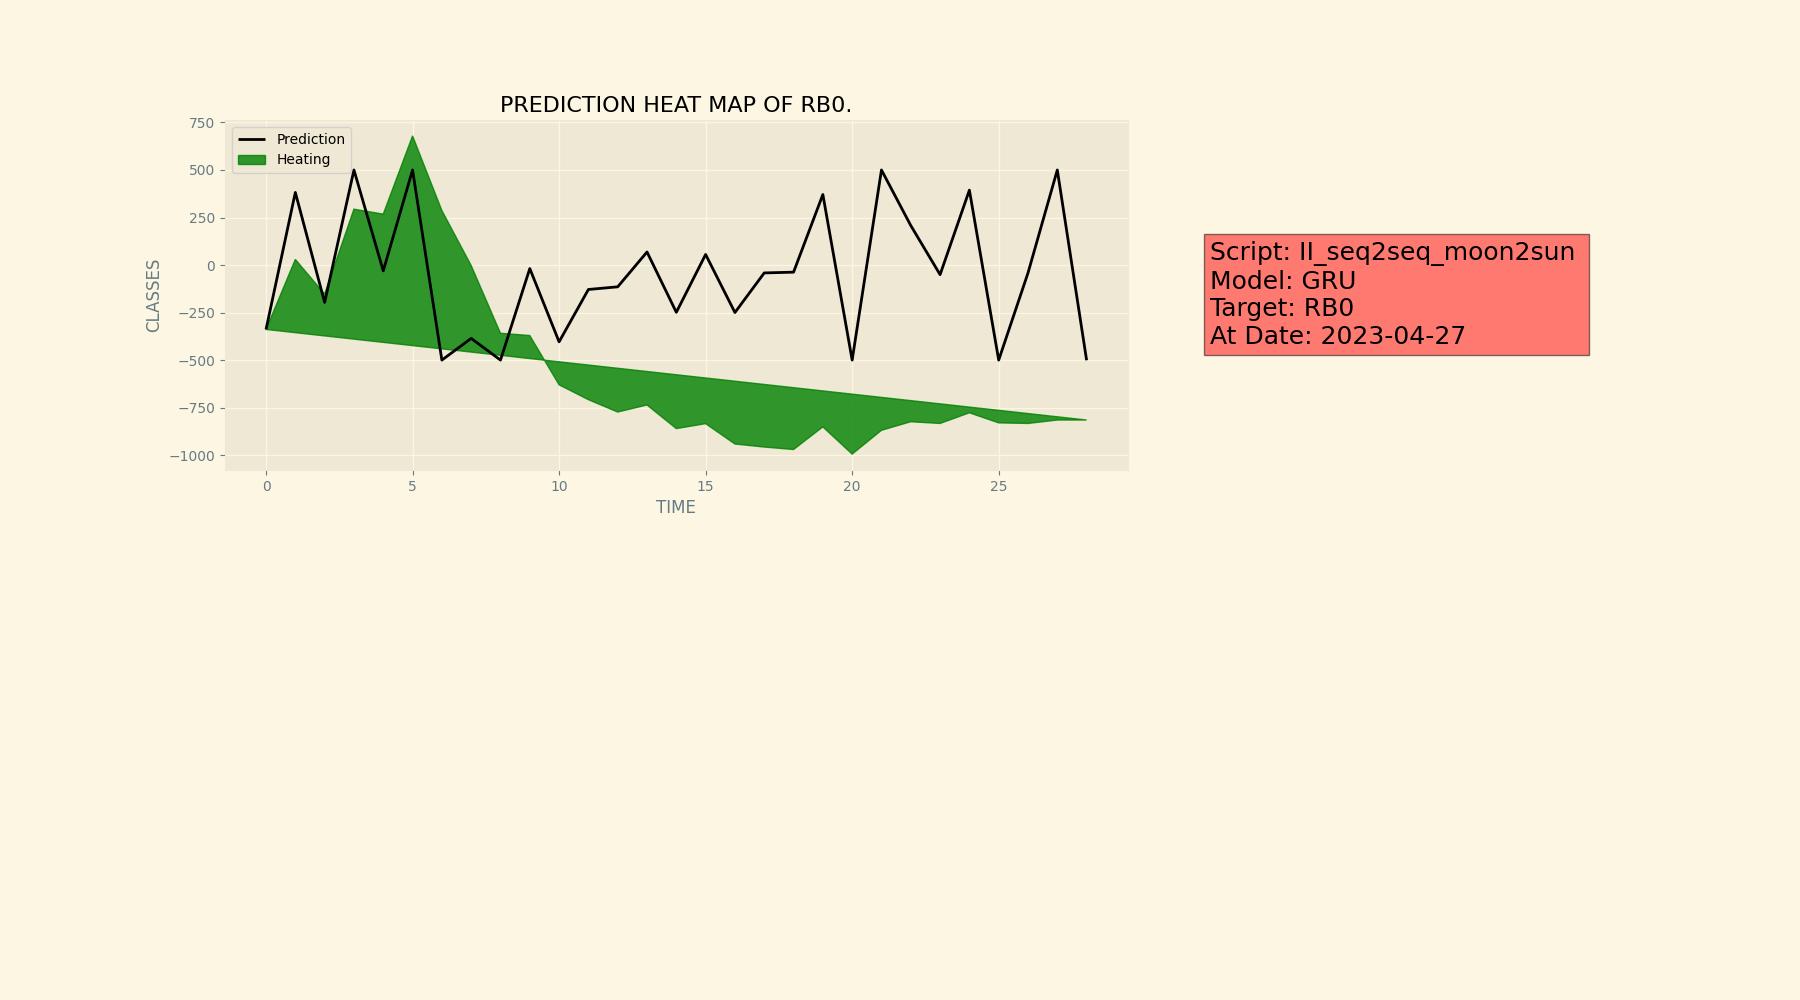 PREDICTION HEAT MAP OF RB0.
Prediction
Heating
750
500
250
0
−250
−500
−750
−1000
CLASSES
0 5 10 15 20 25
TIME
Script: II_seq2seq_moon2sun
Model: GRU
Target: RB0
At Date: 2023-04-27